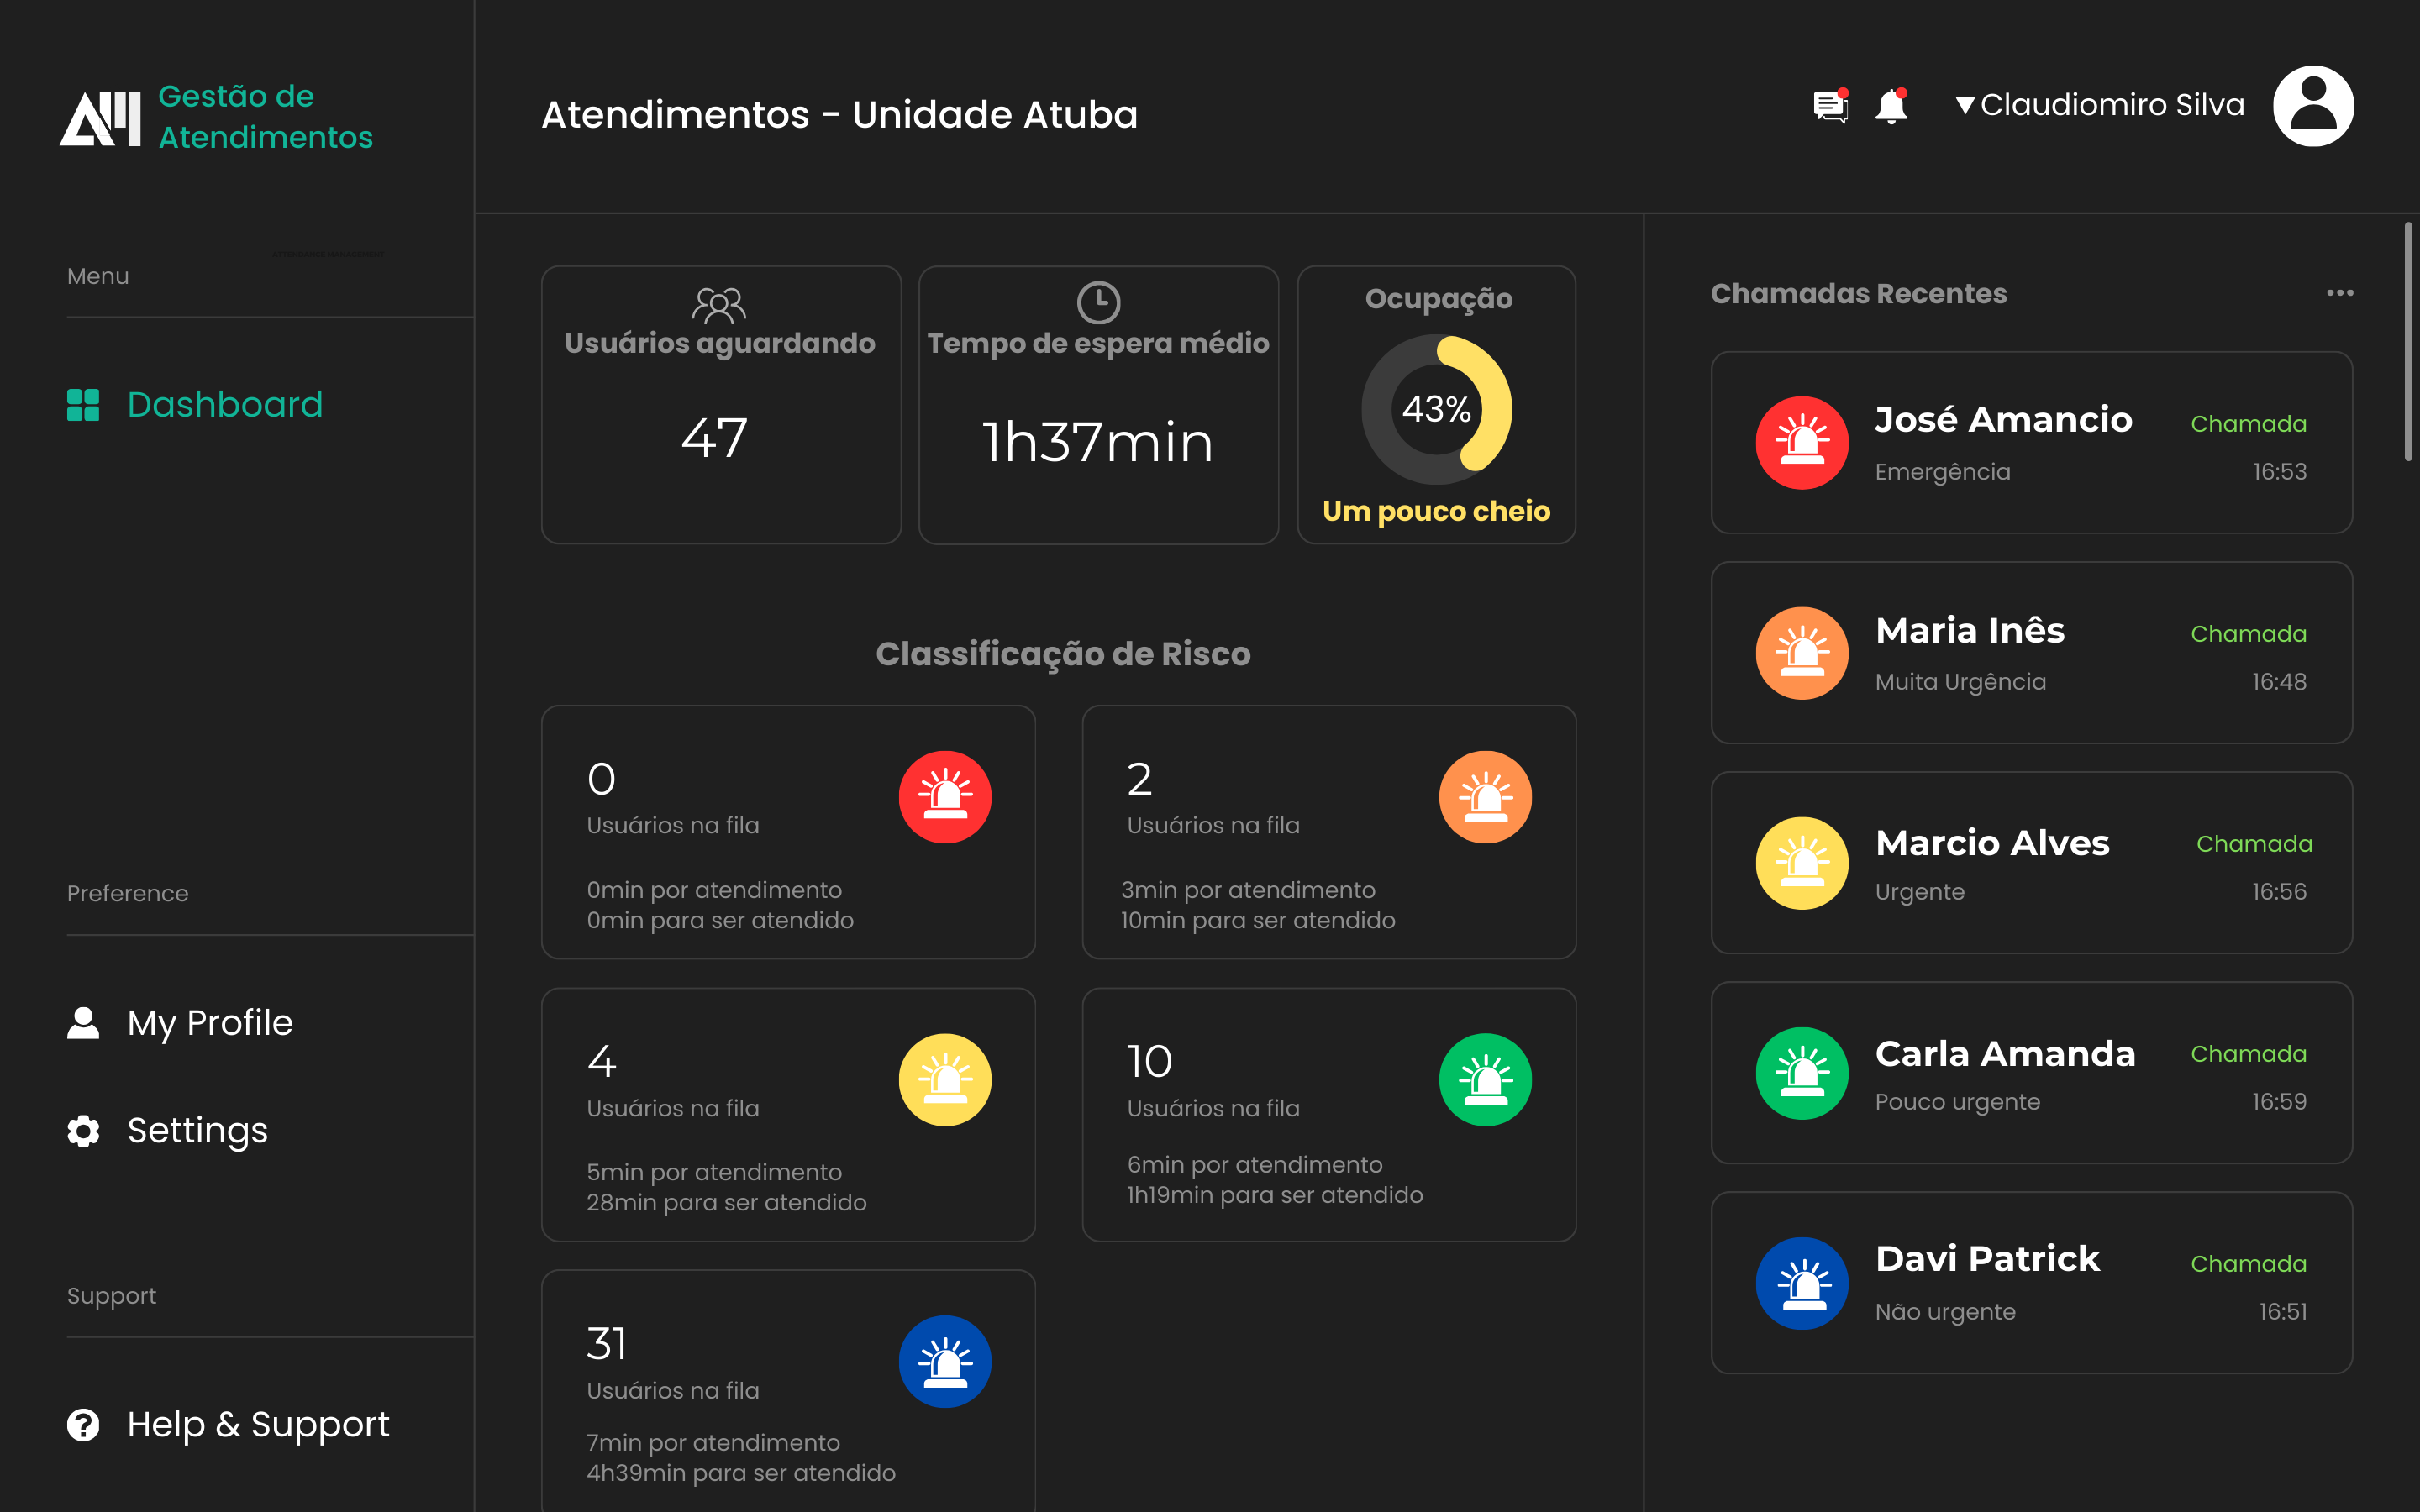 Gestão de
Atendimentos
Menu
Dashboard
Preference
My Profile
Settings
Support
Help & Support
Atendimentos - Unidade Atuba
Claudiomiro Silva
Usuários aguardando
47
Tempo de espera médio
1h37min
Ocupação
43%
Um pouco cheio
Classificação de Risco
0
Usuários na fila
0min por atendimento
0min para ser atendido
2
Usuários na fila
3min por atendimento
10min para ser atendido
4
Usuários na fila
5min por atendimento
28min para ser atendido
10
Usuários na fila
6min por atendimento
1h19min para ser atendido
31
Usuários na fila
7min por atendimento
4h39min para ser atendido
Chamadas Recentes
José Amancio
Chamada
Emergência
16:53
Maria Inês
Chamada
Muita Urgência
16:48
Marcio Alves
Chamada
Urgente
16:56
Carla Amanda
Chamada
Pouco urgente
16:59
Davi Patrick
Chamada
Não urgente
16:51